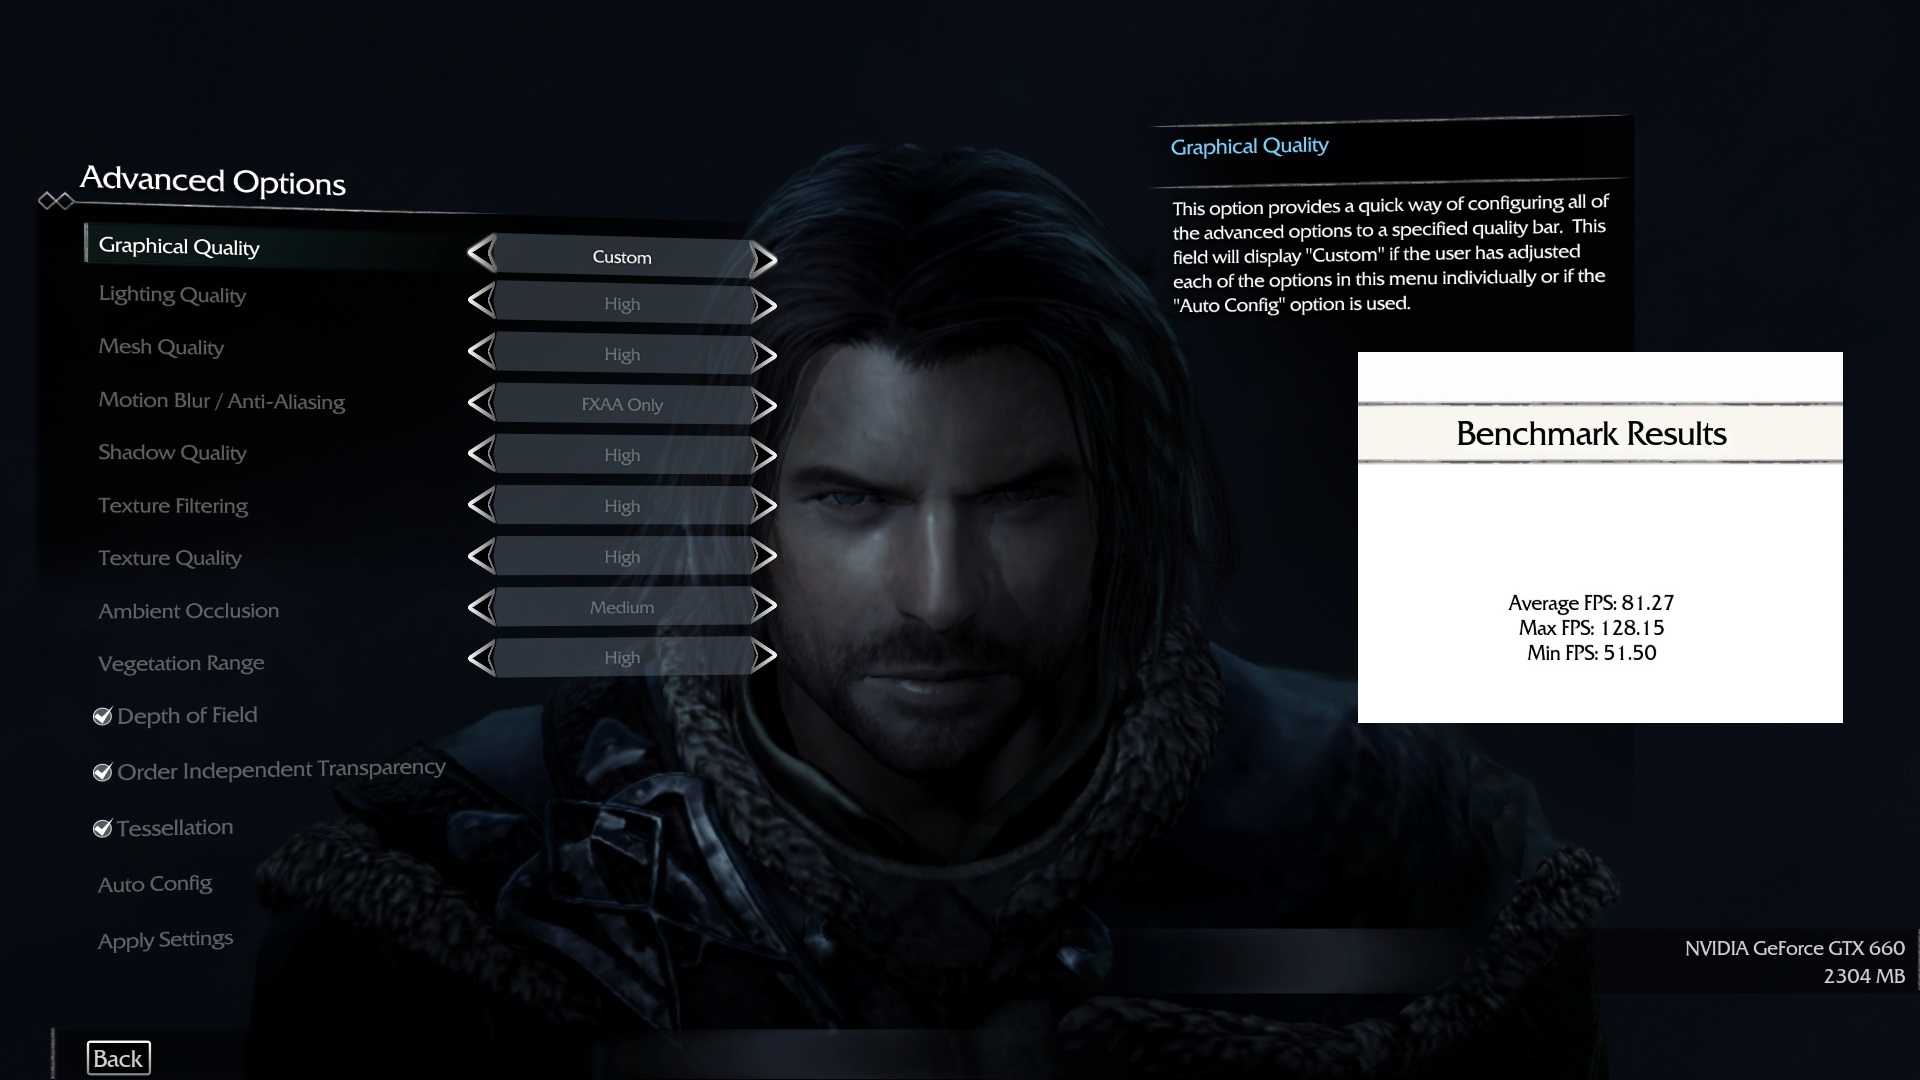 Advanced Options
Graphical Quality
Custom
Lighting Quality
High
Mesh Quality
High
Motion Blur / Anti-Aliasing
FXAA Only
Shadow Quality
High
Texture Filtering
High
Texture Quality
High
Ambient Occlusion
Medium
Vegetation Range
High
Depth of Field
Order Independent Transparency
Tessellation
Auto Config
Apply Settings
Back
Graphical Quality
This option provides a quick way of configuring all of
the advanced options to a specified quality bar. This
field will display "Custom" if the user has adjusted
each of the options in this menu individually or if the
"Auto Config" option is used.
Benchmark Results
Average FPS: 81.27
Max FPS: 128.15
Min FPS: 51.50
NVIDIA GeForce GTX 660
2304 MB